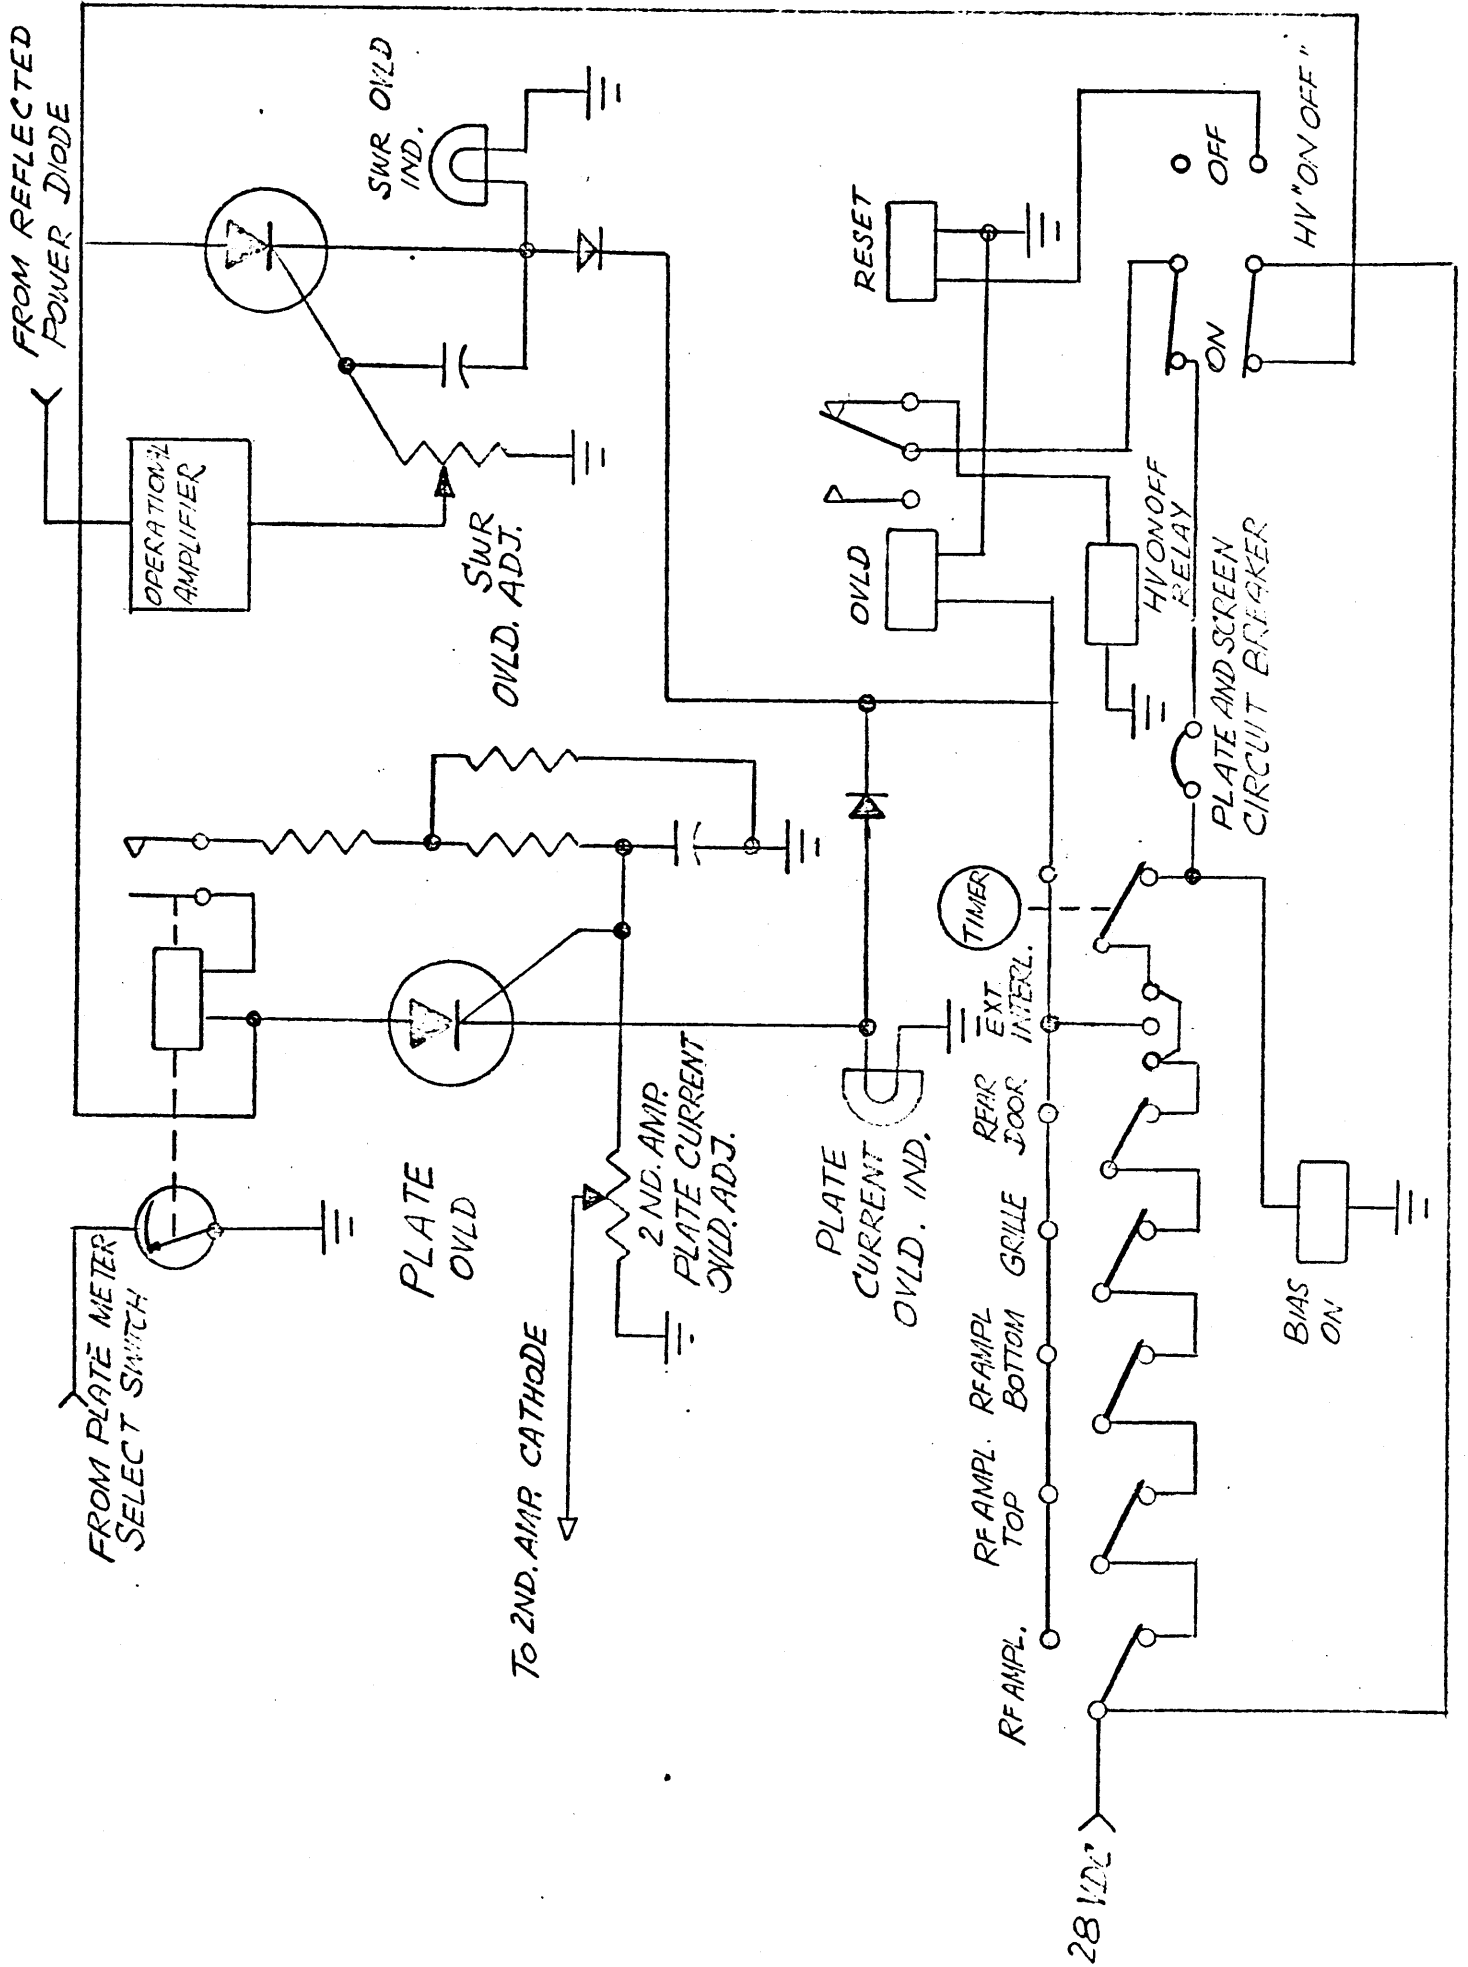 FROM REFLECTED
POWER DIODE
OPERATIONAL
AMPLIFIER
SWR
OVLD. ADJ.
SWR OVLD
IND.
FROM PLATE METER
SELECT SWITCH
PLATE
OVLD
2 ND. AMP.
PLATE CURRENT
OVLD. ADJ.
TO 2ND. AMP. CATHODE
PLATE
CURRENT
OVLD. IND.
RESET
OVLD
HV ON OFF
RELAY
ON
OFF
HV "ON OFF"
PLATE AND SCREEN
CIRCUIT BREAKER
TIMER
RF AMPL.
RF AMPL.
TOP
RF AMPL
BOTTOM
GRILLE
REAR
DOOR
EXT
INTERL.
BIAS
ON
28 VDC